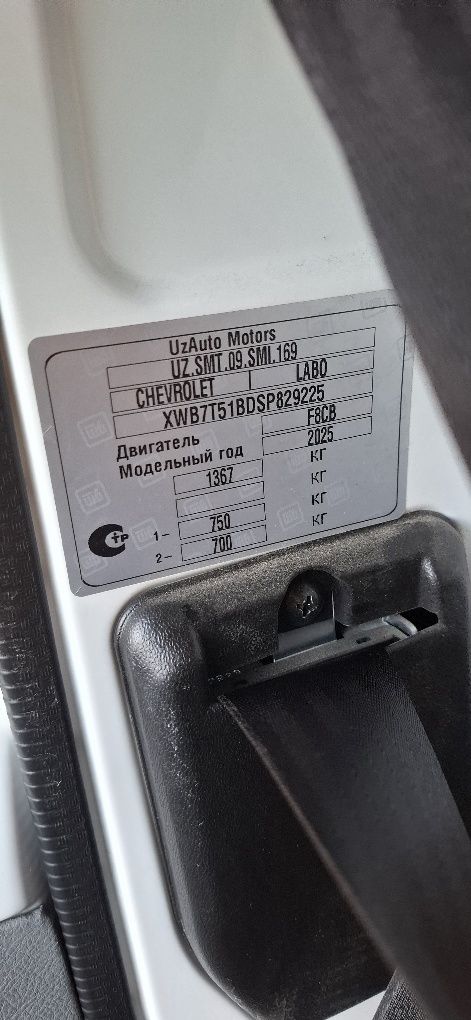 UzAuto Motors
UZ.SMT.09.SMI.169
CHEVROLET LABO
XWB7T51BDSP829225
Двигатель F8CB
Модельный год 2025
1367 КГ
КГ
1- 750 КГ
2- 700